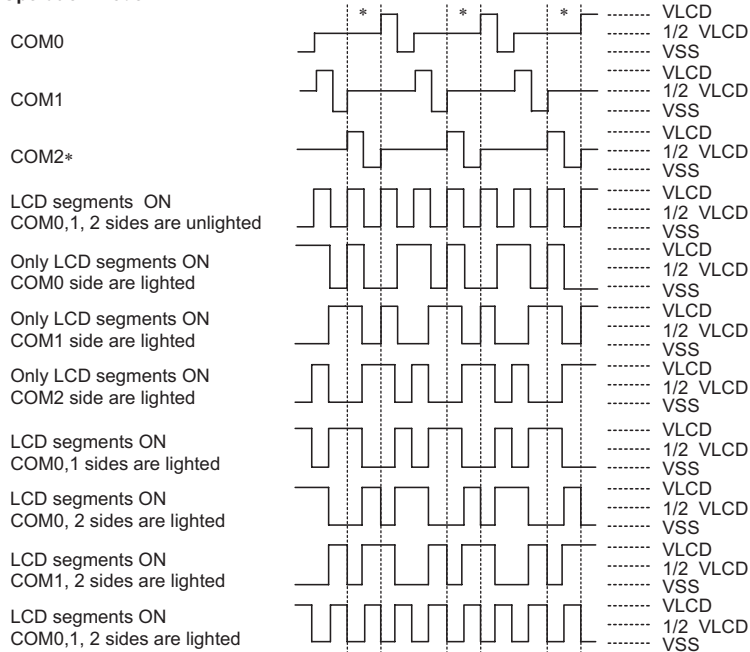 * * *
VLCD
COM0
1/2 VLCD
VSS
VLCD
COM1
1/2 VLCD
VSS
VLCD
COM2*
1/2 VLCD
VSS
LCD segments ON
VLCD
COM0,1, 2 sides are unlighted
1/2 VLCD
VSS
Only LCD segments ON
VLCD
COM0 side are lighted
1/2 VLCD
VSS
Only LCD segments ON
VLCD
COM1 side are lighted
1/2 VLCD
VSS
Only LCD segments ON
VLCD
COM2 side are lighted
1/2 VLCD
VSS
LCD segments ON
VLCD
COM0,1 sides are lighted
1/2 VLCD
VSS
LCD segments ON
VLCD
COM0, 2 sides are lighted
1/2 VLCD
VSS
LCD segments ON
VLCD
COM1, 2 sides are lighted
1/2 VLCD
VSS
LCD segments ON
VLCD
COM0,1, 2 sides are lighted
1/2 VLCD
VSS